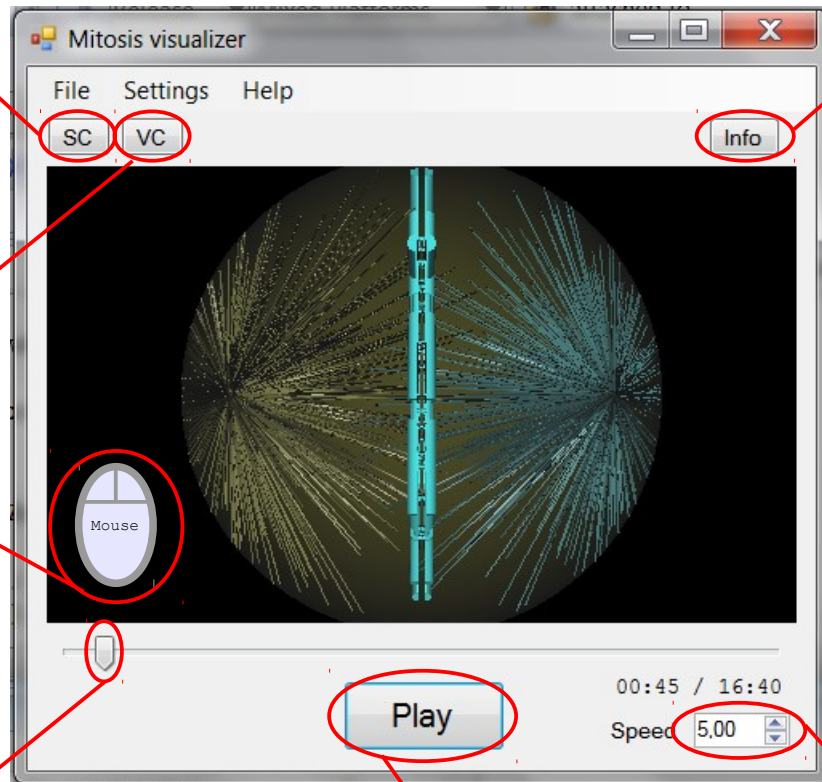 Mitosis visualizer
File Settings Help
SC VC Info
Mouse
00:45 / 16:40
Play
Speed 5,00